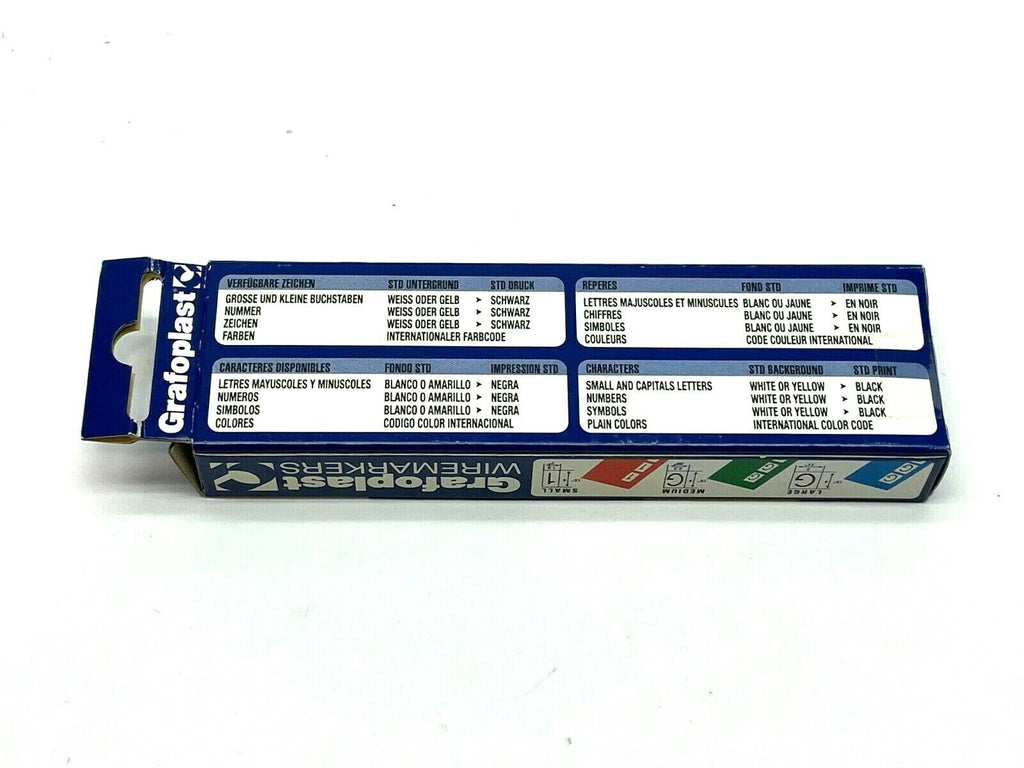 Grafoplast
VERFÜGBARE ZEICHEN STD UNTERGRUND STD DRUCK
GROSSE UND KLEINE BUCHSTABEN WEISS ODER GELB ➤ SCHWARZ
NUMMER WEISS ODER GELB ➤ SCHWARZ
ZEICHEN WEISS ODER GELB ➤ SCHWARZ
FARBEN INTERNATIONALER FARBCODE
REPERES FOND STD IMPRIME STD
LETTRES MAJUSCOLES ET MINUSCULES BLANC OU JAUNE ➤ EN NOIR
CHIFFRES BLANC OU JAUNE ➤ EN NOIR
SIMBOLES BLANC OU JAUNE ➤ EN NOIR
COULEURS CODE COULEUR INTERNATIONAL
CARACTERES DISPONIBLES FONDO STD IMPRESSION STD
LETRES MAYUSCOLES Y MINUSCOLES BLANCO O AMARILLO ➤ NEGRA
NUMEROS BLANCO O AMARILLO ➤ NEGRA
SIMBOLOS BLANCO O AMARILLO ➤ NEGRA
COLORES CODIGO COLOR INTERNACIONAL
CHARACTERS STD BACKGROUND STD PRINT
SMALL AND CAPITALS LETTERS WHITE OR YELLOW ➤ BLACK
NUMBERS WHITE OR YELLOW ➤ BLACK
SYMBOLS WHITE OR YELLOW ➤ BLACK
PLAIN COLORS INTERNATIONAL COLOR CODE
Grafoplast
WIREMARKERS
SMALL
1
MEDIUM
G
LARGE
G